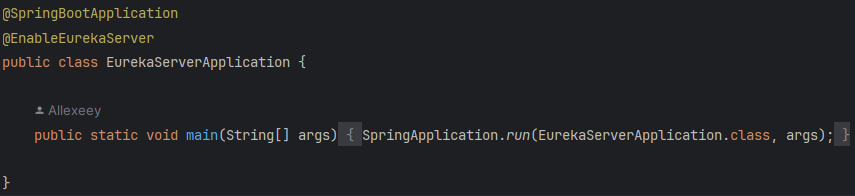 @SpringBootApplication
@EnableEurekaServer
public class EurekaServerApplication {
Allexeey
public static void main(String[] args) { SpringApplication.run(EurekaServerApplication.class, args); }
}